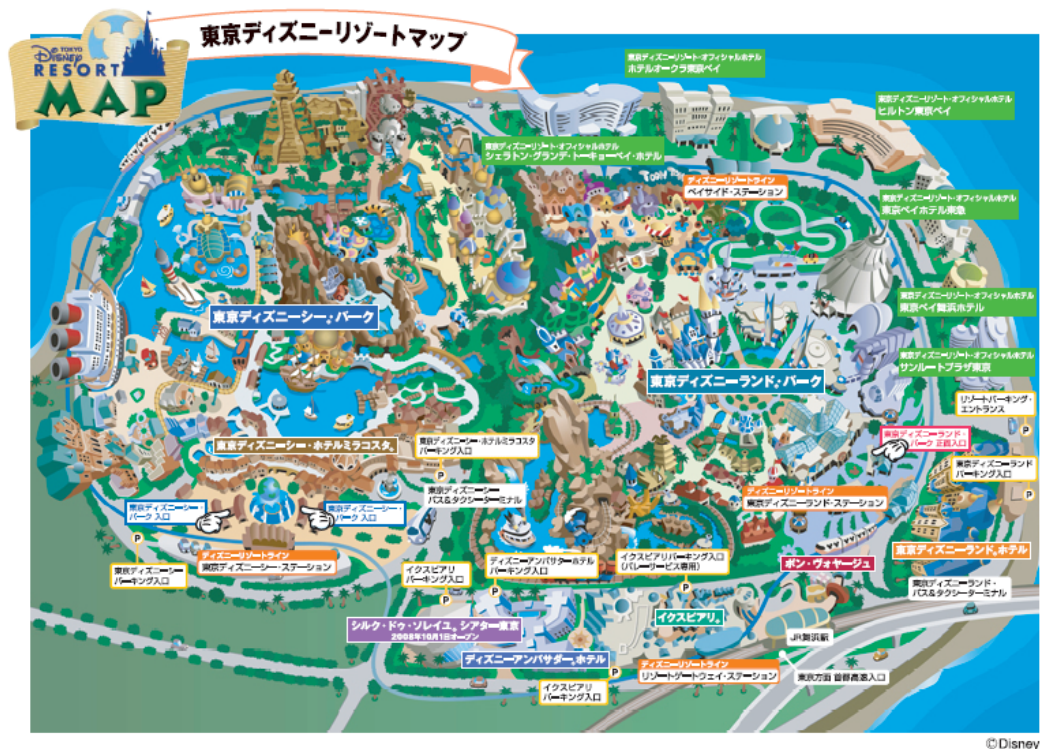 © TOKYO
Disney
RESORT
MAP
東京ディズニーリゾートマップ
東京ディズニーリゾート・オフィシャルホテル
ホテルオークラ東京ベイ
東京ディズニーリゾート・オフィシャルホテル
ヒルトン東京ベイ
東京ディズニーリゾート・オフィシャルホテル
シェラトン・グランデ・トーキョーベイ・ホテル
ディズニーリゾートライン
ベイサイド・ステーション
東京ディズニーリゾート・オフィシャルホテル
東京ベイホテル東急
東京ディズニーリゾート・オフィシャルホテル
東京ベイ舞浜ホテル
東京ディズニーシー®・パーク
東京ディズニーリゾート・オフィシャルホテル
サンルートプラザ東京
東京ディズニーランド®・パーク
リゾートパーキング・
エントランス
P
東京ディズニーランド・
パーク 正面入口
東京ディズニーシー・ホテルミラコスタ®
東京ディズニーシー・ホテルミラコスタ
パーキング入口
P
東京ディズニーランド
パーキング入口
P
東京ディズニーシー
バス&タクシーターミナル
ディズニーリゾートライン
東京ディズニーランド・ステーション
東京ディズニーシー・
パーク 入口
東京ディズニーシー・
パーク 入口
P
ディズニーリゾートライン
東京ディズニーシー・ステーション
東京ディズニーシー
パーキング入口
イクスピアリ
パーキング入口
P
ディズニーアンバサダーホテル
パーキング入口
P
イクスピアリパーキング入口
(バレーサービス専用)
P
ボン・ヴォヤージュ
東京ディズニーランド®ホテル
東京ディズニーランド・
バス&タクシーターミナル
シルク・ドゥ・ソレイユ® シアター東京
2008年10月1日オープン
イクスピアリ®
JR舞浜駅
ディズニーアンバサダー®ホテル
P
イクスピアリ
パーキング入口
ディズニーリゾートライン
リゾートゲートウェイ・ステーション
東京方面 首都高速入口
©Disney